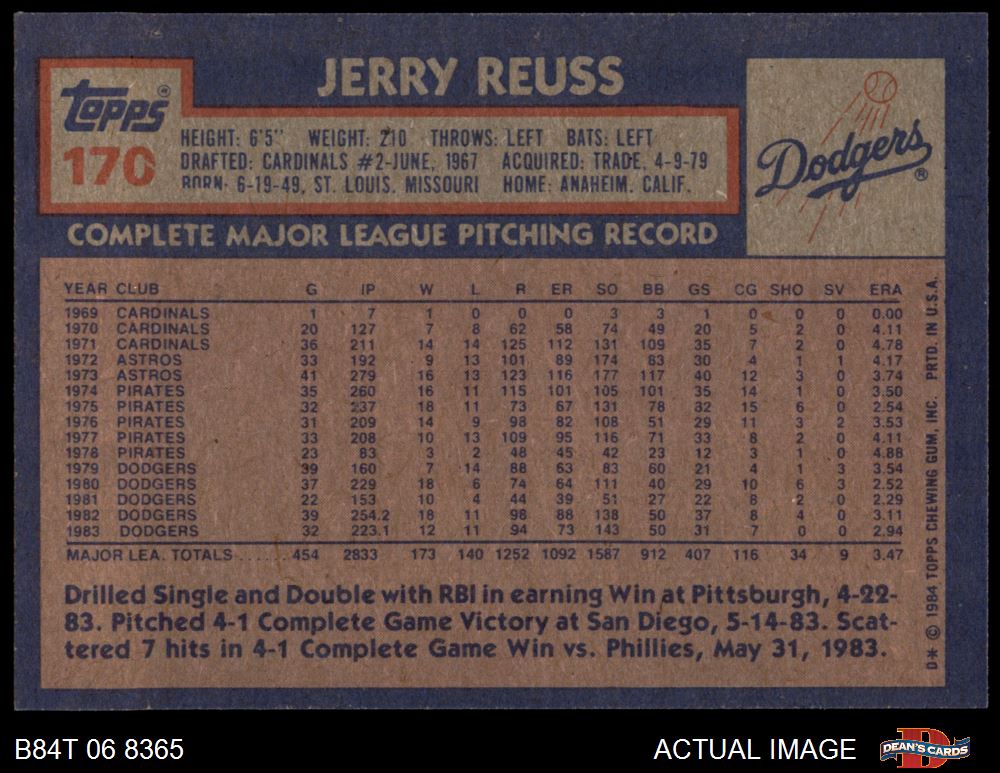 JERRY REUSS
Topps®
170
HEIGHT: 6'5" WEIGHT: 210 THROWS: LEFT BATS: LEFT
DRAFTED: CARDINALS #2-JUNE, 1967 ACQUIRED: TRADE, 4-9-79
BORN: 6-19-49, ST. LOUIS, MISSOURI HOME: ANAHEIM, CALIF.
Dodgers®
COMPLETE MAJOR LEAGUE PITCHING RECORD
YEAR CLUB G IP W L R ER SO BB GS CG SHO SV ERA
1969 CARDINALS 1 7 1 0 0 0 3 3 1 0 0 0 0.00
1970 CARDINALS 20 127 7 8 62 58 74 49 20 5 2 0 4.11
1971 CARDINALS 36 211 14 14 125 112 131 109 35 7 2 0 4.78
1972 ASTROS 33 192 9 13 101 89 174 83 30 4 1 1 4.17
1973 ASTROS 41 279 16 13 123 116 177 117 40 12 3 0 3.74
1974 PIRATES 35 260 16 11 115 101 105 101 35 14 1 0 3.50
1975 PIRATES 32 237 18 11 73 67 131 78 32 15 6 0 2.54
1976 PIRATES 31 209 14 9 98 82 108 51 29 11 3 2 3.53
1977 PIRATES 33 208 10 13 109 95 116 71 33 8 2 0 4.11
1978 PIRATES 23 83 3 2 48 45 42 23 12 3 1 0 4.88
1979 DODGERS 39 160 7 14 88 63 83 60 21 4 1 3 3.54
1980 DODGERS 37 229 18 6 74 64 111 40 29 10 6 3 2.52
1981 DODGERS 22 153 10 4 44 39 51 27 22 8 2 0 2.29
1982 DODGERS 39 254.2 18 11 98 88 138 50 37 8 4 0 3.11
1983 DODGERS 32 223.1 12 11 94 73 143 50 31 7 0 0 2.94
MAJOR LEA. TOTALS ...... 454 2833 173 140 1252 1092 1587 912 407 116 34 9 3.47
Drilled Single and Double with RBI in earning Win at Pittsburgh, 4-22-
83. Pitched 4-1 Complete Game Victory at San Diego, 5-14-83. Scat-
tered 7 hits in 4-1 Complete Game Win vs. Phillies, May 31, 1983.
D* © 1984 TOPPS CHEWING GUM, INC. PRTD. IN U.S.A.
B84T 06 8365
ACTUAL IMAGE
DEAN'S CARDS